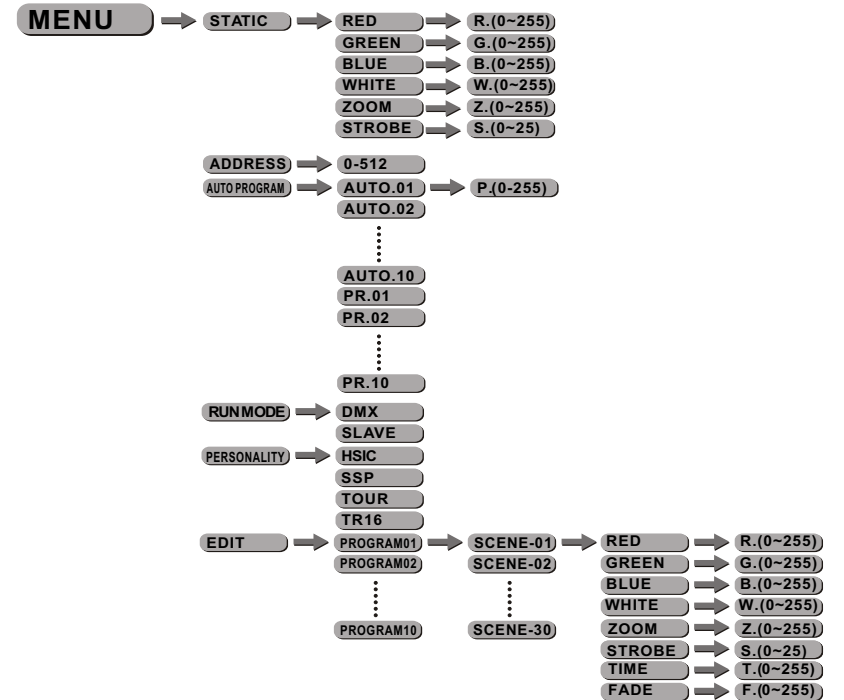 MENU STATIC RED R.(0~255)
GREEN G.(0~255)
BLUE B.(0~255)
WHITE W.(0~255)
ZOOM Z.(0~255)
STROBE S.(0~25)
ADDRESS 0-512
AUTO PROGRAM AUTO.01 P.(0-255)
AUTO.02
AUTO.10
PR.01
PR.02
PR.10
RUN MODE DMX
SLAVE
PERSONALITY HSIC
SSP
TOUR
TR16
EDIT PROGRAM01 SCENE-01 RED R.(0~255)
PROGRAM02 SCENE-02 GREEN G.(0~255)
BLUE B.(0~255)
WHITE W.(0~255)
PROGRAM10 SCENE-30 ZOOM Z.(0~255)
STROBE S.(0~25)
TIME T.(0~255)
FADE F.(0~255)